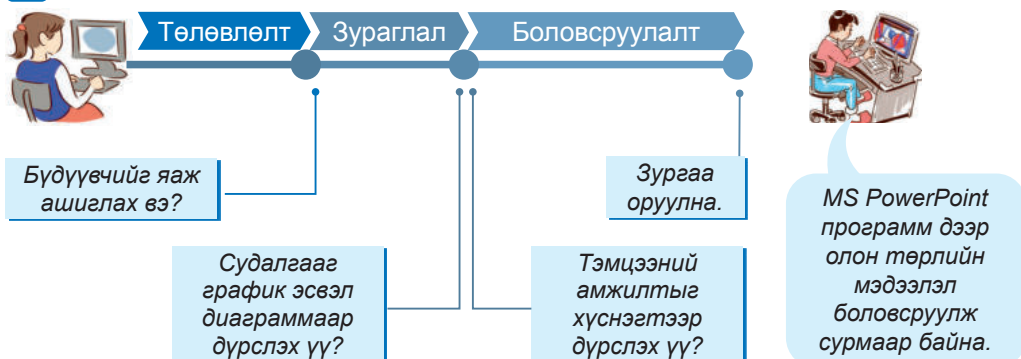 Төлөвлөлт
Зураглал
Боловсруулалт
Бүдүүвчийг яаж
ашиглах вэ?
Зургаа
оруулна.
Судалгааг
график эсвэл
диаграммаар
дүрслэх үү?
Тэмцээний
амжилтыг
хүснэгтээр
дүрслэх үү?
MS PowerPoint
программ дээр
олон төрлийн
мэдээлэл
боловсруулж
сурмаар байна.